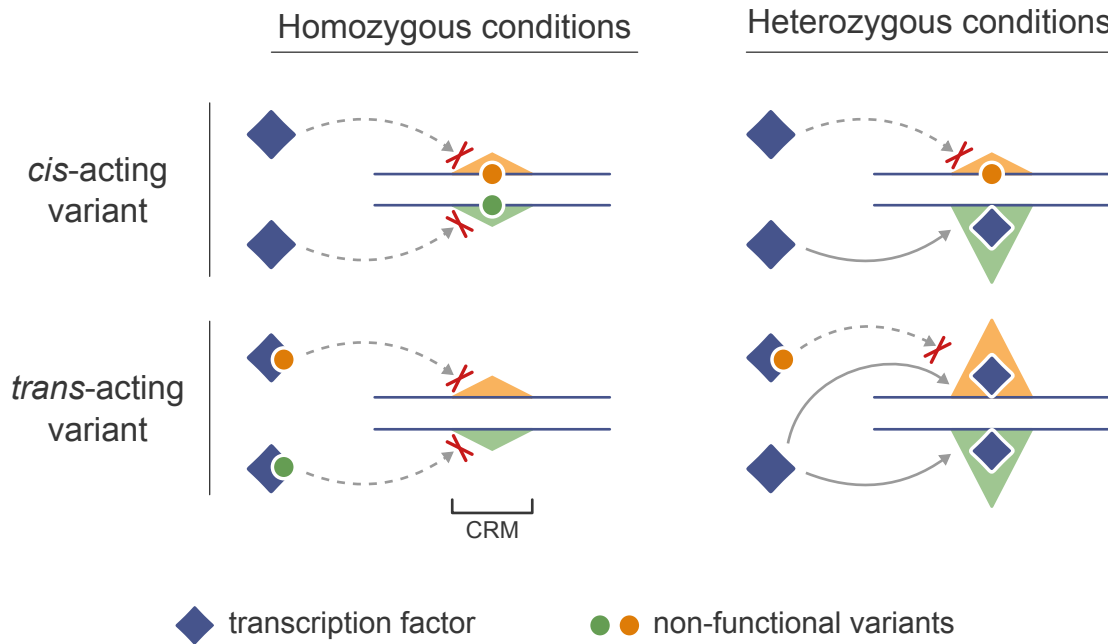 Homozygous conditions
Heterozygous conditions
cis-acting
variant
trans-acting
variant
CRM
transcription factor
non-functional variants